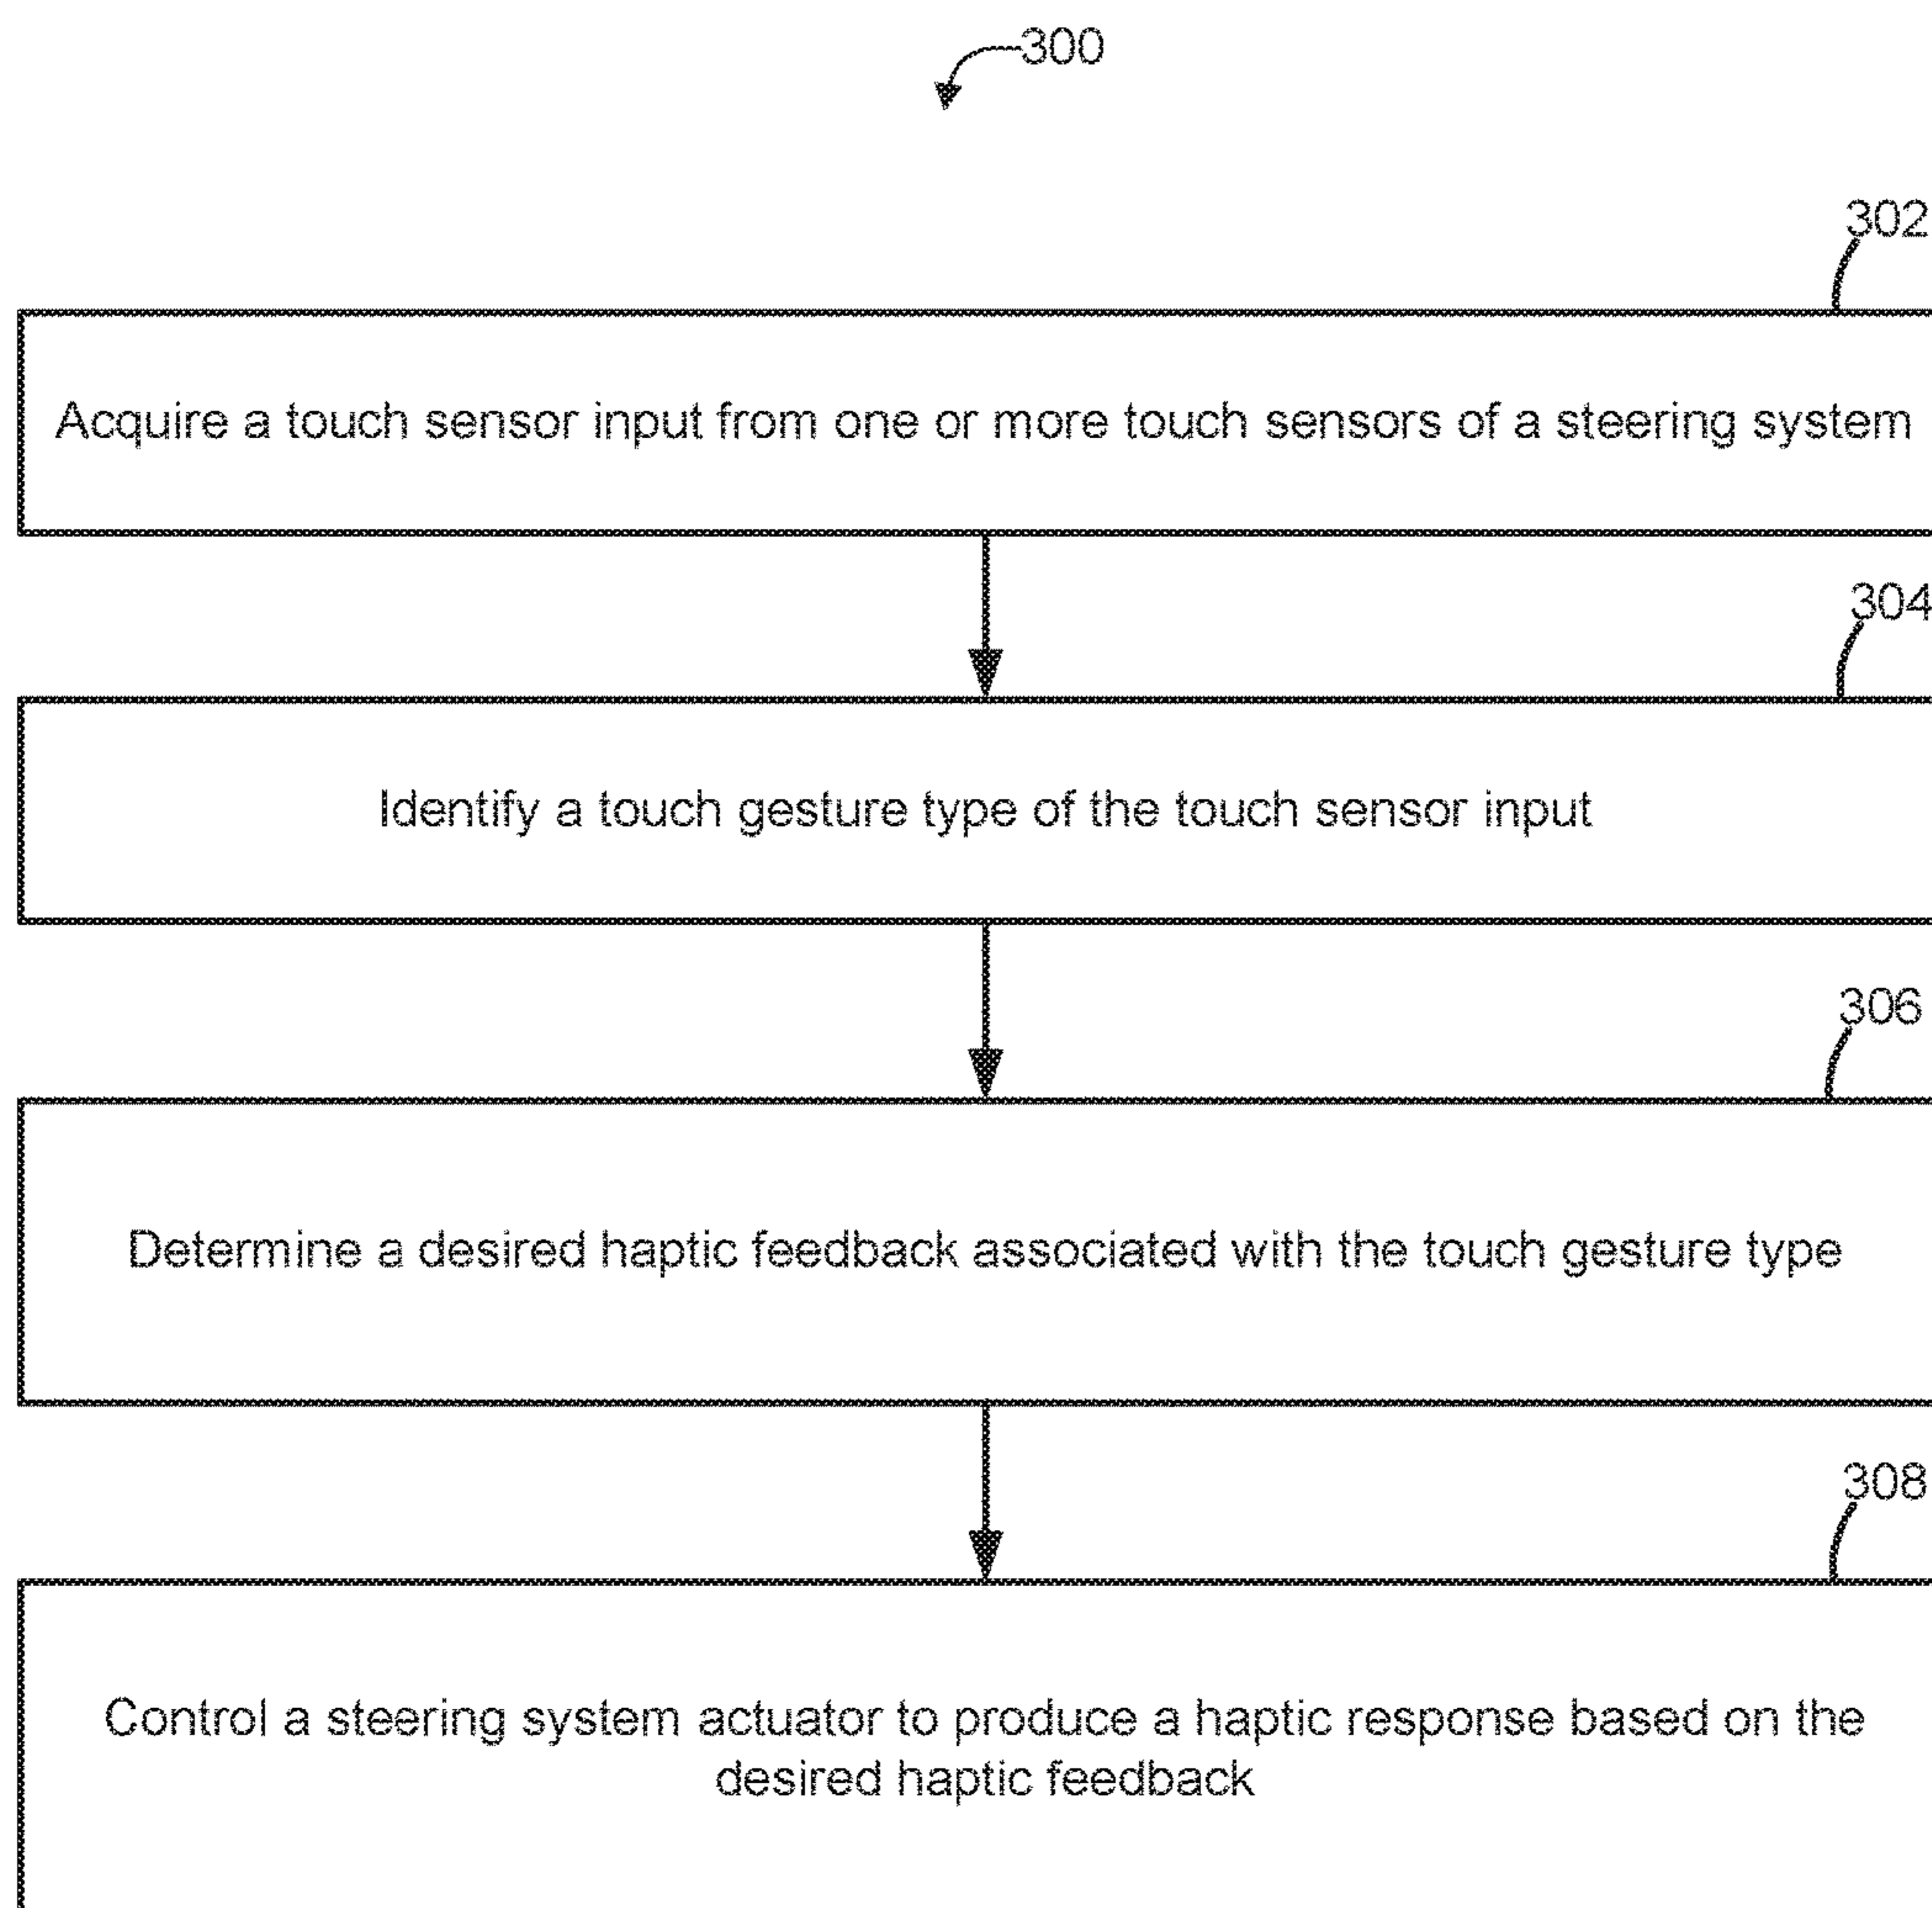 300
302
Acquire a touch sensor input from one or more touch sensors of a steering system
304
Identify a touch gesture type of the touch sensor input
306
Determine a desired haptic feedback associated with the touch gesture type
308
Control a steering system actuator to produce a haptic response based on the
desired haptic feedback